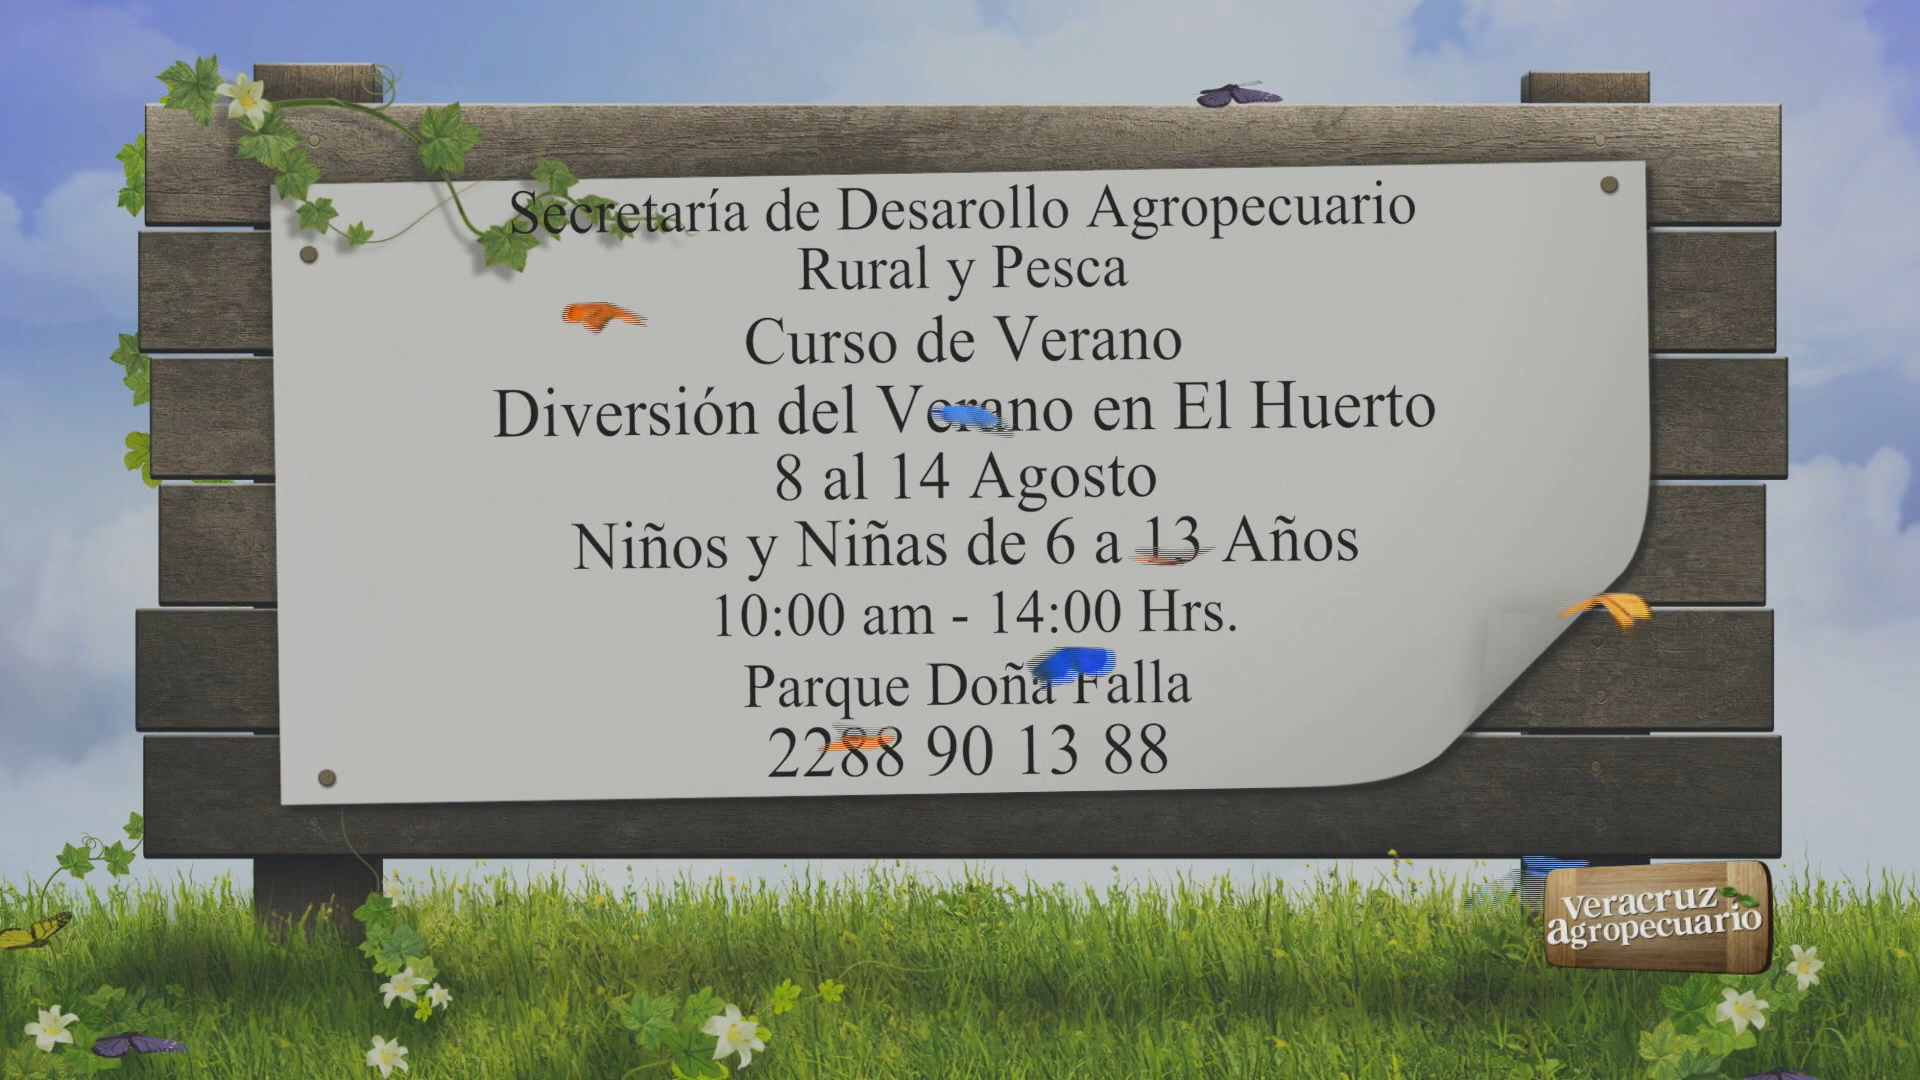 Secretaría de Desarollo Agropecuario
Rural y Pesca
Curso de Verano
Diversión del Verano en El Huerto
8 al 14 Agosto
Niños y Niñas de 6 a 13 Años
10:00 am - 14:00 Hrs.
Parque Doña Falla
2288 90 13 88
veracruz
agropecuario